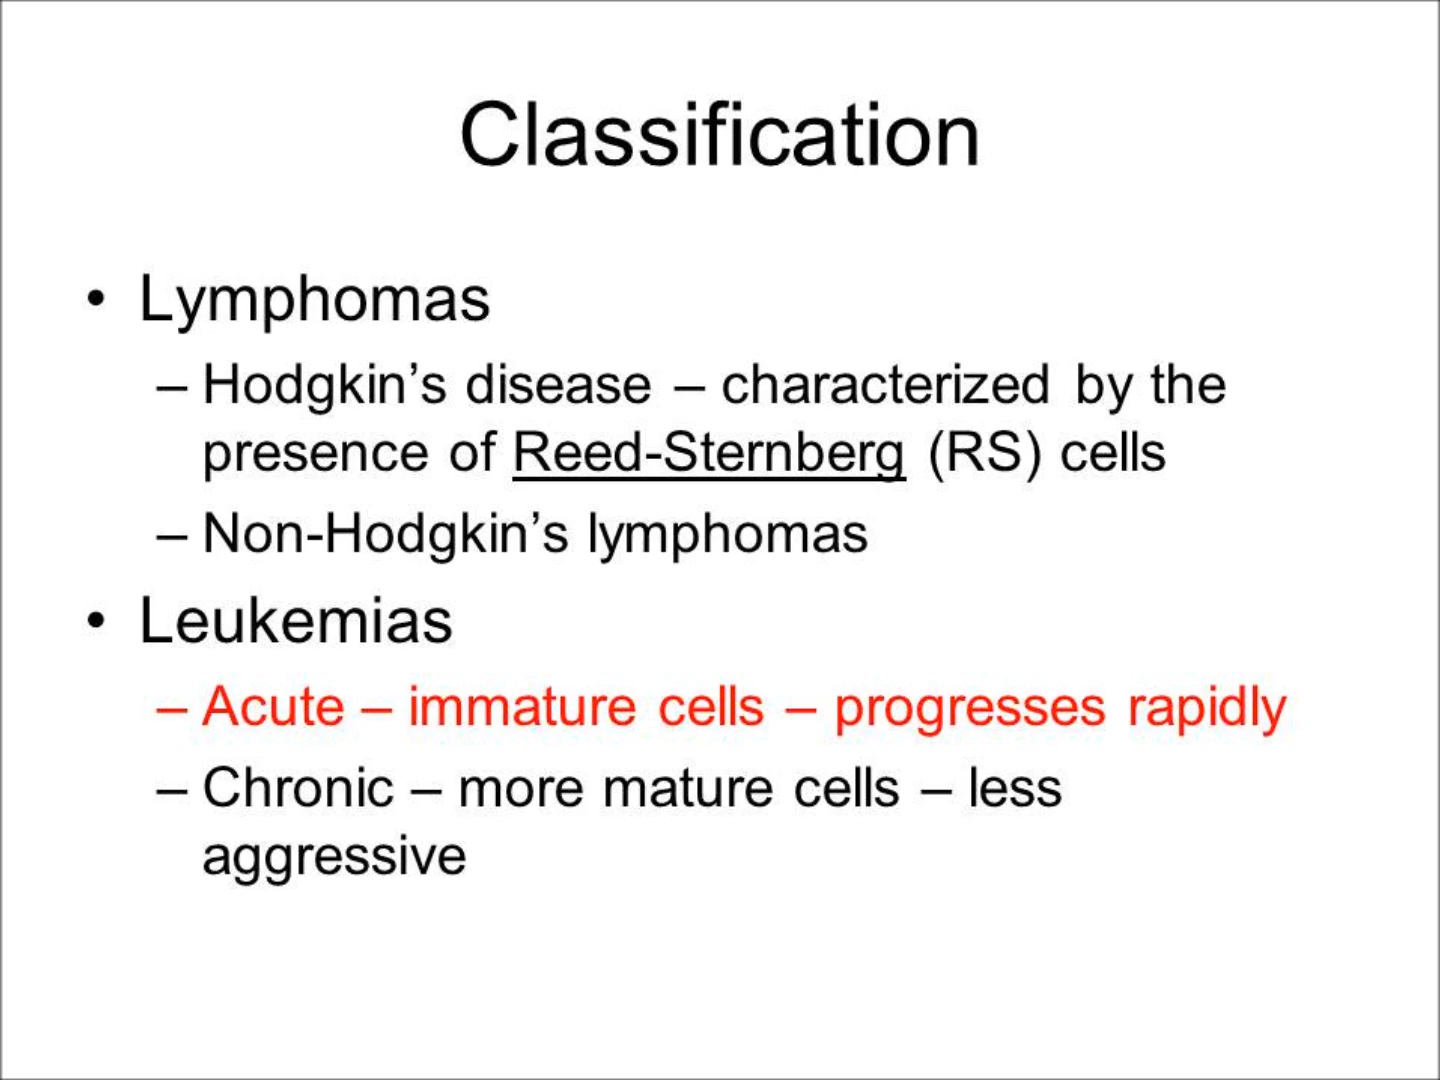 Classification
• Lymphomas
– Hodgkin’s disease – characterized by the
presence of Reed-Sternberg (RS) cells
– Non-Hodgkin’s lymphomas
• Leukemias
– Acute – immature cells – progresses rapidly
– Chronic – more mature cells – less
aggressive